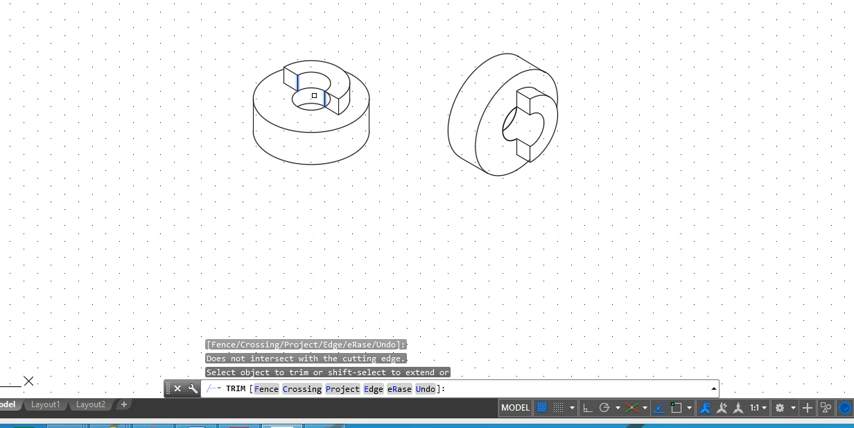 [Fence/Crossing/Project/Edge/eRase/Undo]:
Does not intersect with the cutting edge.
Select object to trim or shift-select to extend or
TRIM [Fence Crossing Project Edge eRase Undo]:
odel Layout1 Layout2 + MODEL 1:1